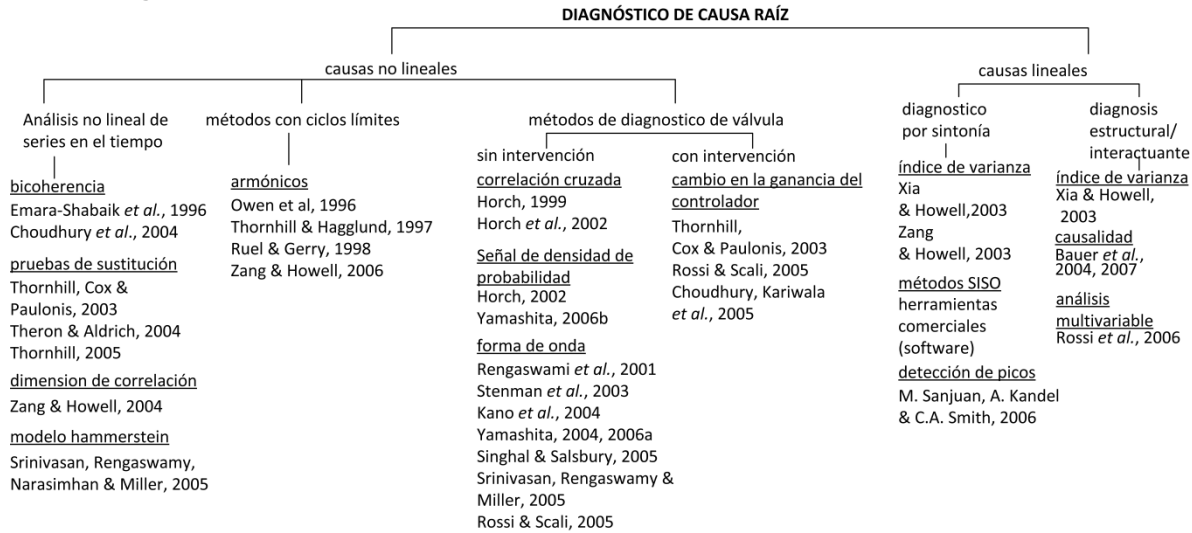 DIAGNÓSTICO DE CAUSA RAÍZ
causas no lineales
Análisis no lineal de
series en el tiempo
bicoherencia
Emara-Shabaik et al., 1996
Choudhury et al., 2004
pruebas de sustitución
Thornhill, Cox &
Paulonis, 2003
Theron & Aldrich, 2004
Thornhill, 2005
dimension de correlación
Zang & Howell, 2004
modelo hammerstein
Srinivasan, Rengaswamy,
Narasimhan & Miller, 2005
métodos con ciclos límites
armónicos
Owen et al, 1996
Thornhill & Hagglund, 1997
Ruel & Gerry, 1998
Zang & Howell, 2006
métodos de diagnostico de válvula
sin intervención
correlación cruzada
Horch, 1999
Horch et al., 2002
Señal de densidad de
probabilidad
Horch, 2002
Yamashita, 2006b
forma de onda
Rengaswami et al., 2001
Stenman et al., 2003
Kano et al., 2004
Yamashita, 2004, 2006a
Singhal & Salsbury, 2005
Srinivasan, Rengaswamy &
Miller, 2005
Rossi & Scali, 2005
con intervención
cambio en la ganancia del
controlador
Thornhill,
Cox & Paulonis, 2003
Rossi & Scali, 2005
Choudhury, Kariwala
et al., 2005
causas lineales
diagnostico
por sintonía
índice de varianza
Xia
& Howell,2003
Zang
& Howell, 2003
métodos SISO
herramientas
comerciales
(software)
detección de picos
M. Sanjuan, A. Kandel
& C.A. Smith, 2006
diagnosis
estructural/
interactuante
índice de varianza
Xia & Howell,
2003
causalidad
Bauer et al.,
2004, 2007
análisis
multivariable
Rossi et al., 2006